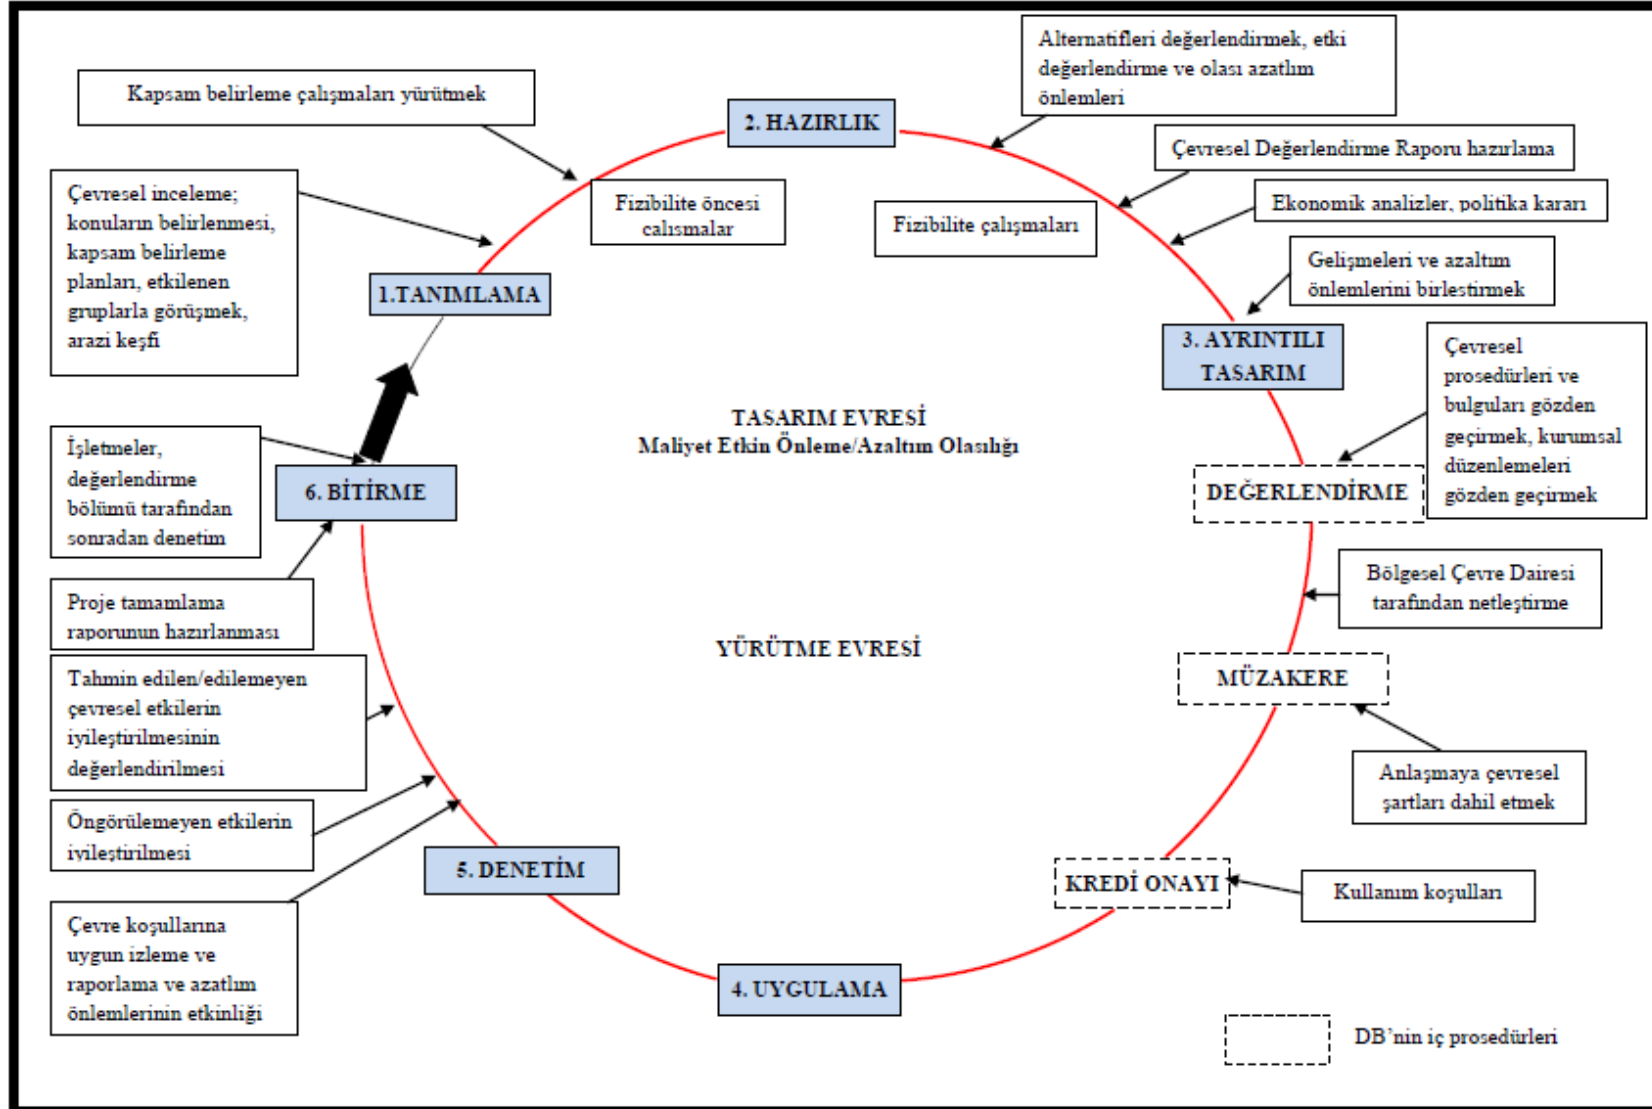 Alternatifleri değerlendirmek, etki
değerlendirme ve olası azatlım
önlemleri
Kapsam belirleme çalışmaları yürütmek
2. HAZIRLIK
Çevresel Değerlendirme Raporu hazırlama
Çevresel inceleme;
konuların belirlenmesi,
kapsam belirleme
planları, etkilenen
gruplarla görüşmek,
arazi keşfi
Fizibilite öncesi
calısmalar
Fizibilite çalışmaları
Ekonomik analizler, politika kararı
Gelişmeleri ve azaltım
önlemlerini birlestirmek
1.TANIMLAMA
3. AYRINTILI
TASARIM
Çevresel
prosedürleri ve
bulguları gözden
geçirmek, kurumsal
düzenlemeleri
gözden geçirmek
TASARIM EVRESİ
Maliyet Etkin Önleme/Azaltım Olasılığı
İşletmeler,
değerlendirme
bölümü tarafından
sonradan denetim
6. BİTİRME
DEĞERLENDİRME
Bölgesel Çevre Dairesi
tarafından netleştirme
Proje tamamlama
raporunun hazırlanması
YÜRÜTME EVRESİ
MÜZAKERE
Tahmin edilen/edilemeyen
çevresel etkilerin
iyileştirilmesinin
değerlendirilmesi
Anlaşmaya çevresel
şartları dahil etmek
Öngörülemeyen etkilerin
iyileştirilmesi
5. DENETİM
KREDİ ONAYI
Kullanım koşulları
Çevre koşullarına
uygun izleme ve
raporlama ve azatlım
önlemlerinin etkinliği
4. UYGULAMA
DB’nin iç prosedürleri